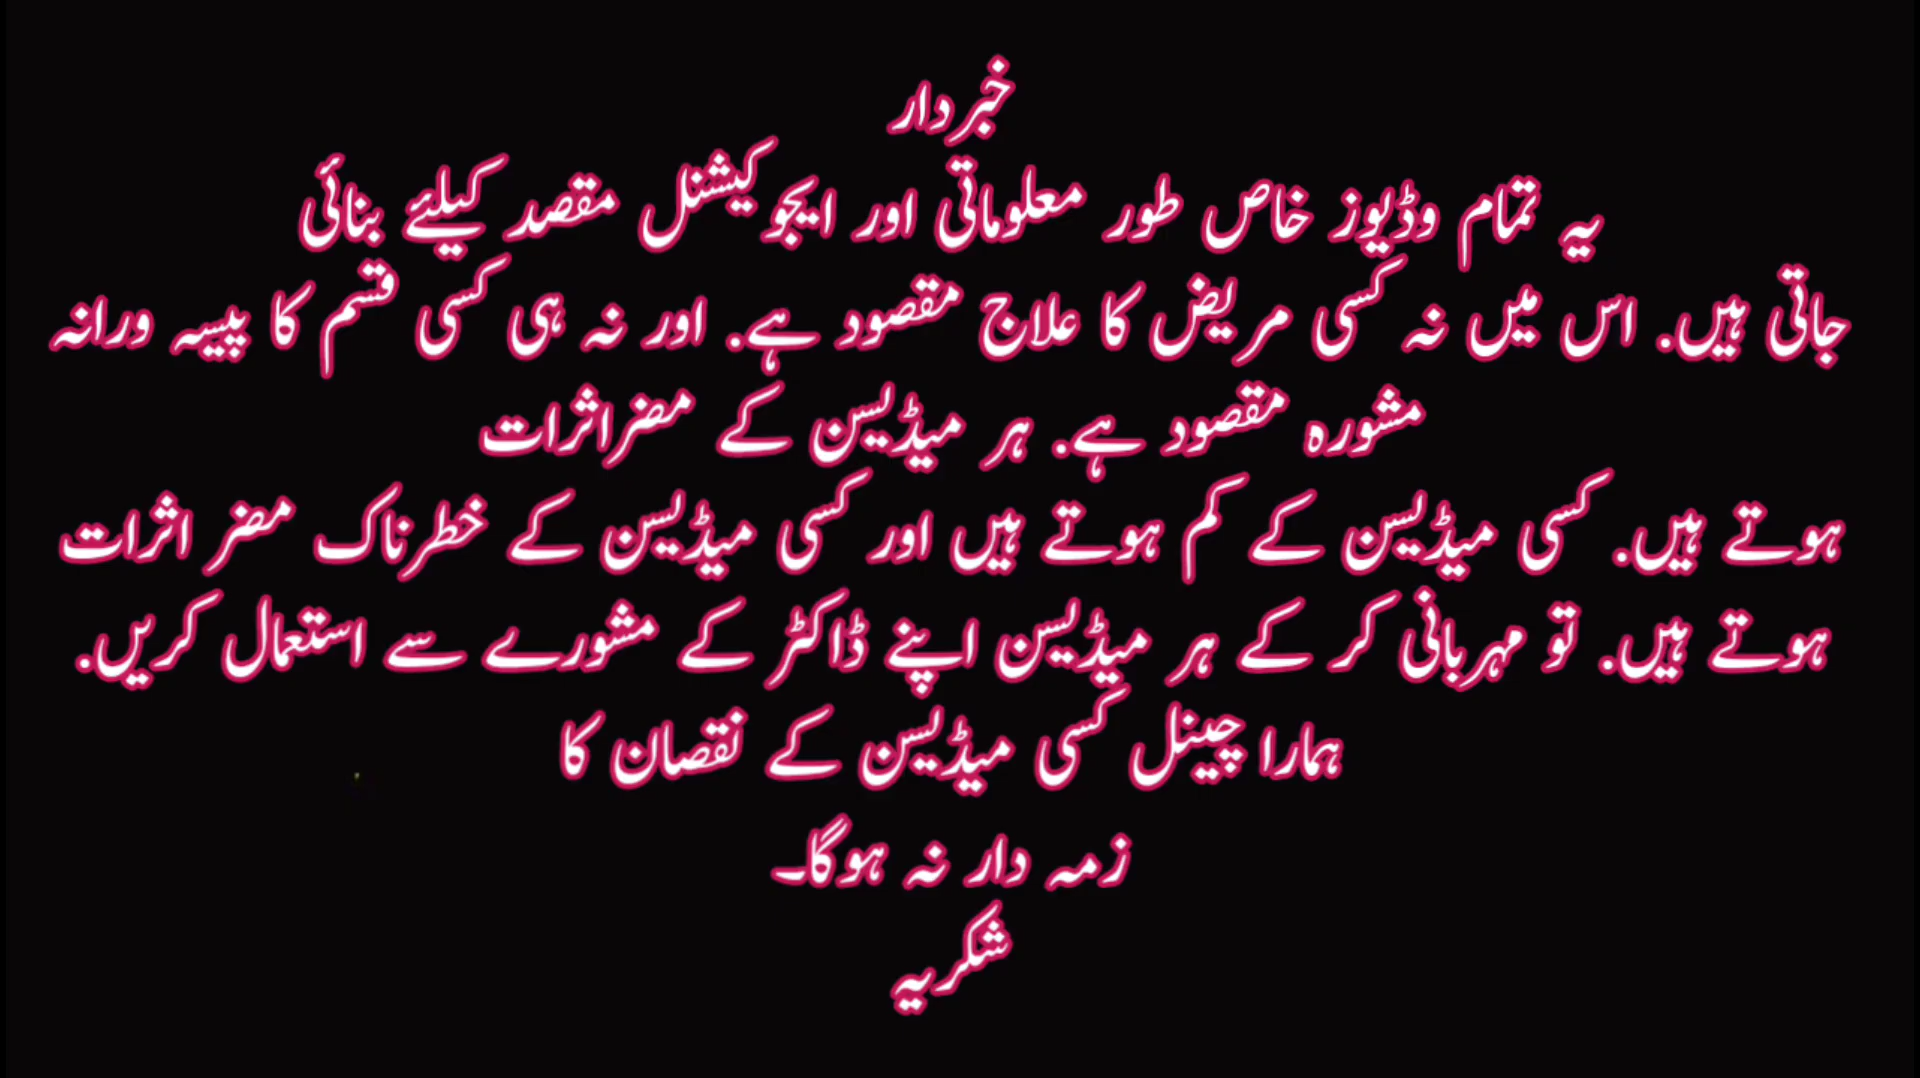 خبردار
یہ تمام وڈیوز خاص طور معلوماتی اور ایجوکیشنل مقصد کیلئے بنائی
جاتی ہیں. اس میں نہ کسی مریض کا علاج مقصود ہے. اور نہ ہی کسی قسم کا پیسہ ورانہ
مشورہ مقصود ہے. ہر میڈیسن کے مضراثرات
ہوتے ہیں. کسی میڈیسن کے کم ہوتے ہیں اور کسی میڈیسن کے خطرناک مضر اثرات
ہوتے ہیں. تو مہربانی کر کے ہر میڈیسن اپنے ڈاکٹر کے مشورے سے استعمال کریں.
ہمارا چینل کسی میڈیسن کے نقصان کا
زمہ دار نہ ہوگا۔
شکریہ